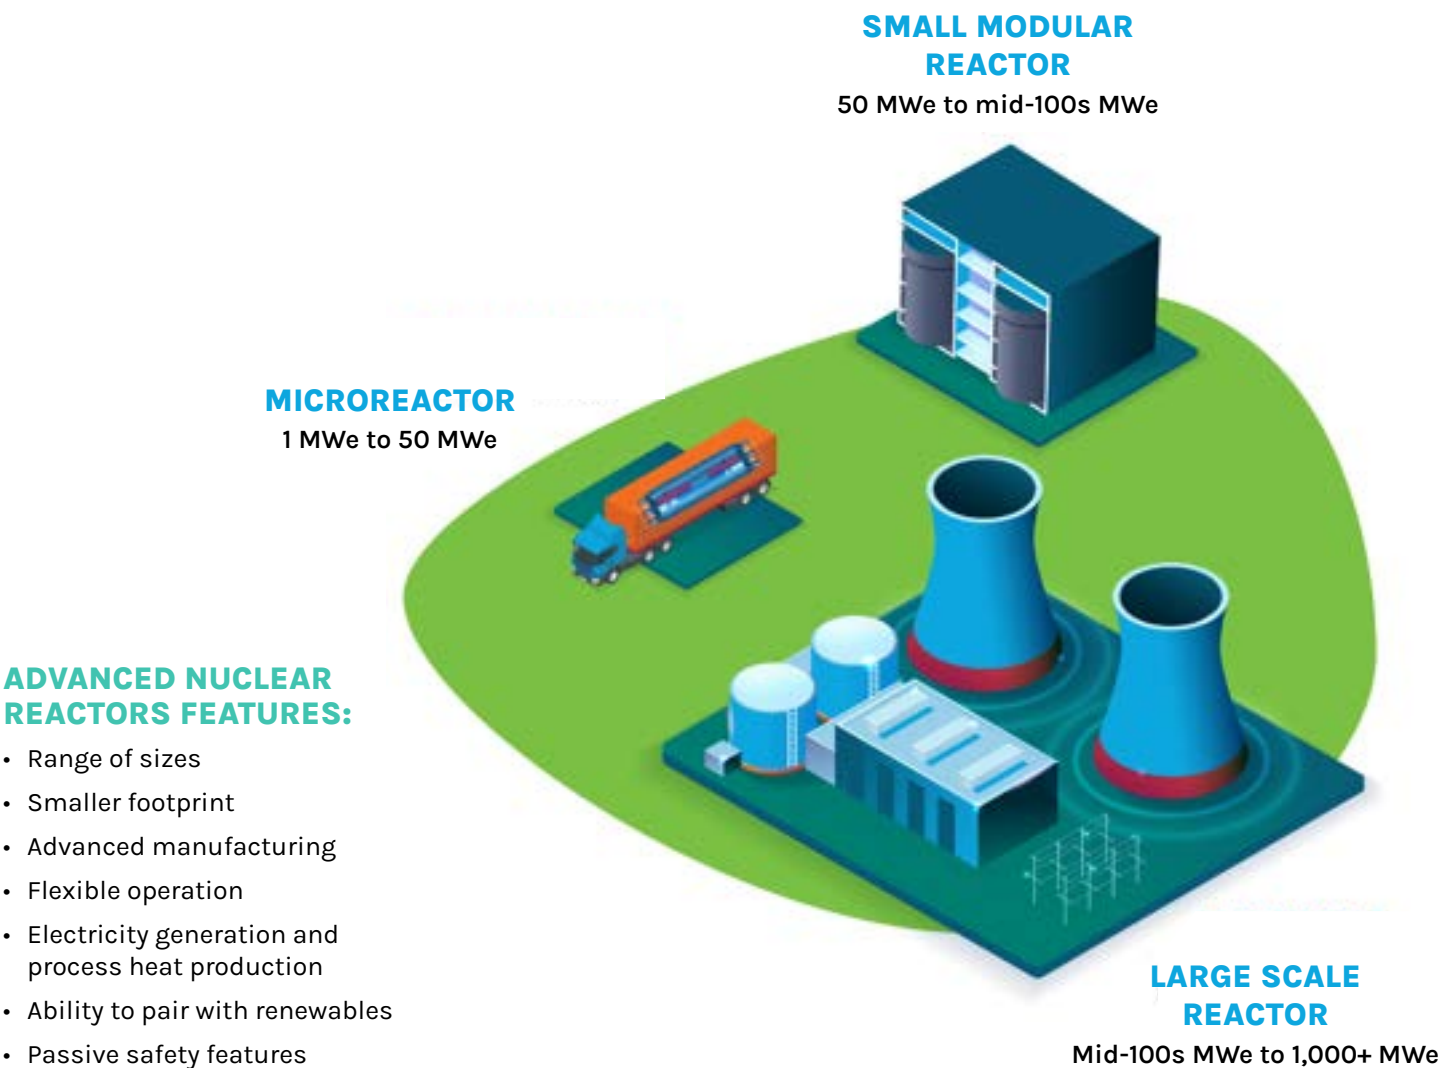 SMALL MODULAR
REACTOR
50 MWe to mid-100s MWe
MICROREACTOR
1 MWe to 50 MWe
ADVANCED NUCLEAR
REACTORS FEATURES:
• Range of sizes
• Smaller footprint
• Advanced manufacturing
• Flexible operation
• Electricity generation and
process heat production
• Ability to pair with renewables
• Passive safety features
LARGE SCALE
REACTOR
Mid-100s MWe to 1,000+ MWe